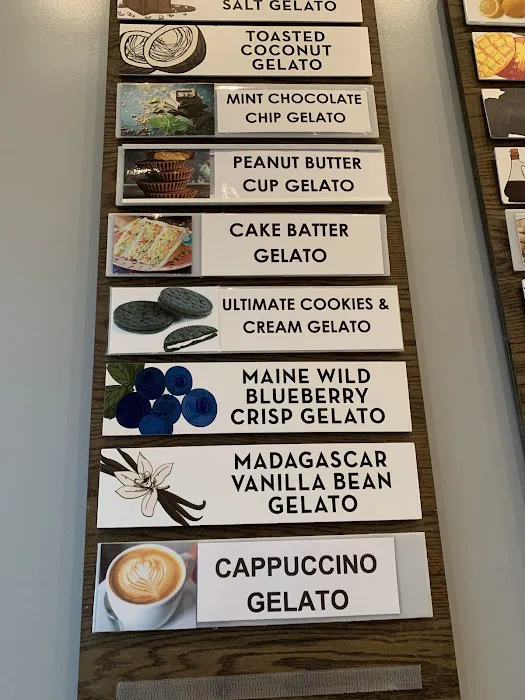 SALT GELATO
TOASTED
COCONUT
GELATO
MINT CHOCOLATE
CHIP GELATO
PEANUT BUTTER
CUP GELATO
CAKE BATTER
GELATO
ULTIMATE COOKIES &
CREAM GELATO
MAINE WILD
BLUEBERRY
CRISP GELATO
MADAGASCAR
VANILLA BEAN
GELATO
CAPPUCCINO
GELATO